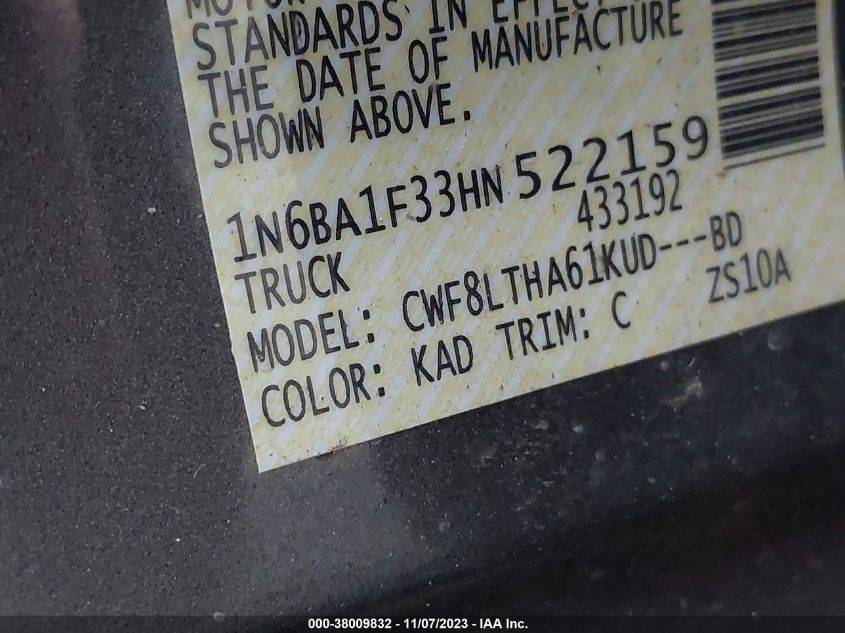 MOTOR
STANDARDS IN EFFECT
THE DATE OF MANUFACTURE
SHOWN ABOVE.
1N6BA1F33HN522159
433192
TRUCK
MODEL: CWF8LTHA61KUD---BD
COLOR: KAD TRIM: C ZS10A
000-38009832 - 11/07/2023 - IAA Inc.